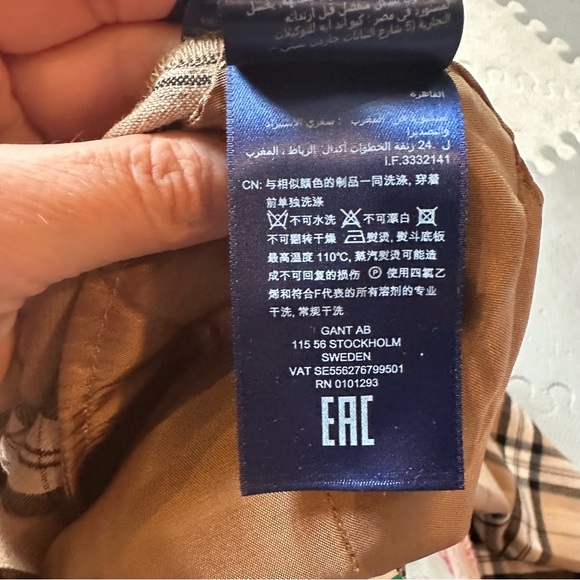 القاهرة
والتصدير
ل .24 زنقة الخطوات أكدال، الرباط، المغرب
I.F.3332141
CN: 与相似颜色的制品一同洗涤, 穿着
前单独洗涤
不可水洗 不可漂白
不可翻转干燥 熨烫, 熨斗底板
最高温度 110℃, 蒸汽熨烫可能造
成不可回复的损伤 P 使用四氯乙
烯和符合F代表的所有溶剂的专业
干洗, 常规干洗
GANT AB
115 56 STOCKHOLM
SWEDEN
VAT SE556276799501
RN 0101293
EAC